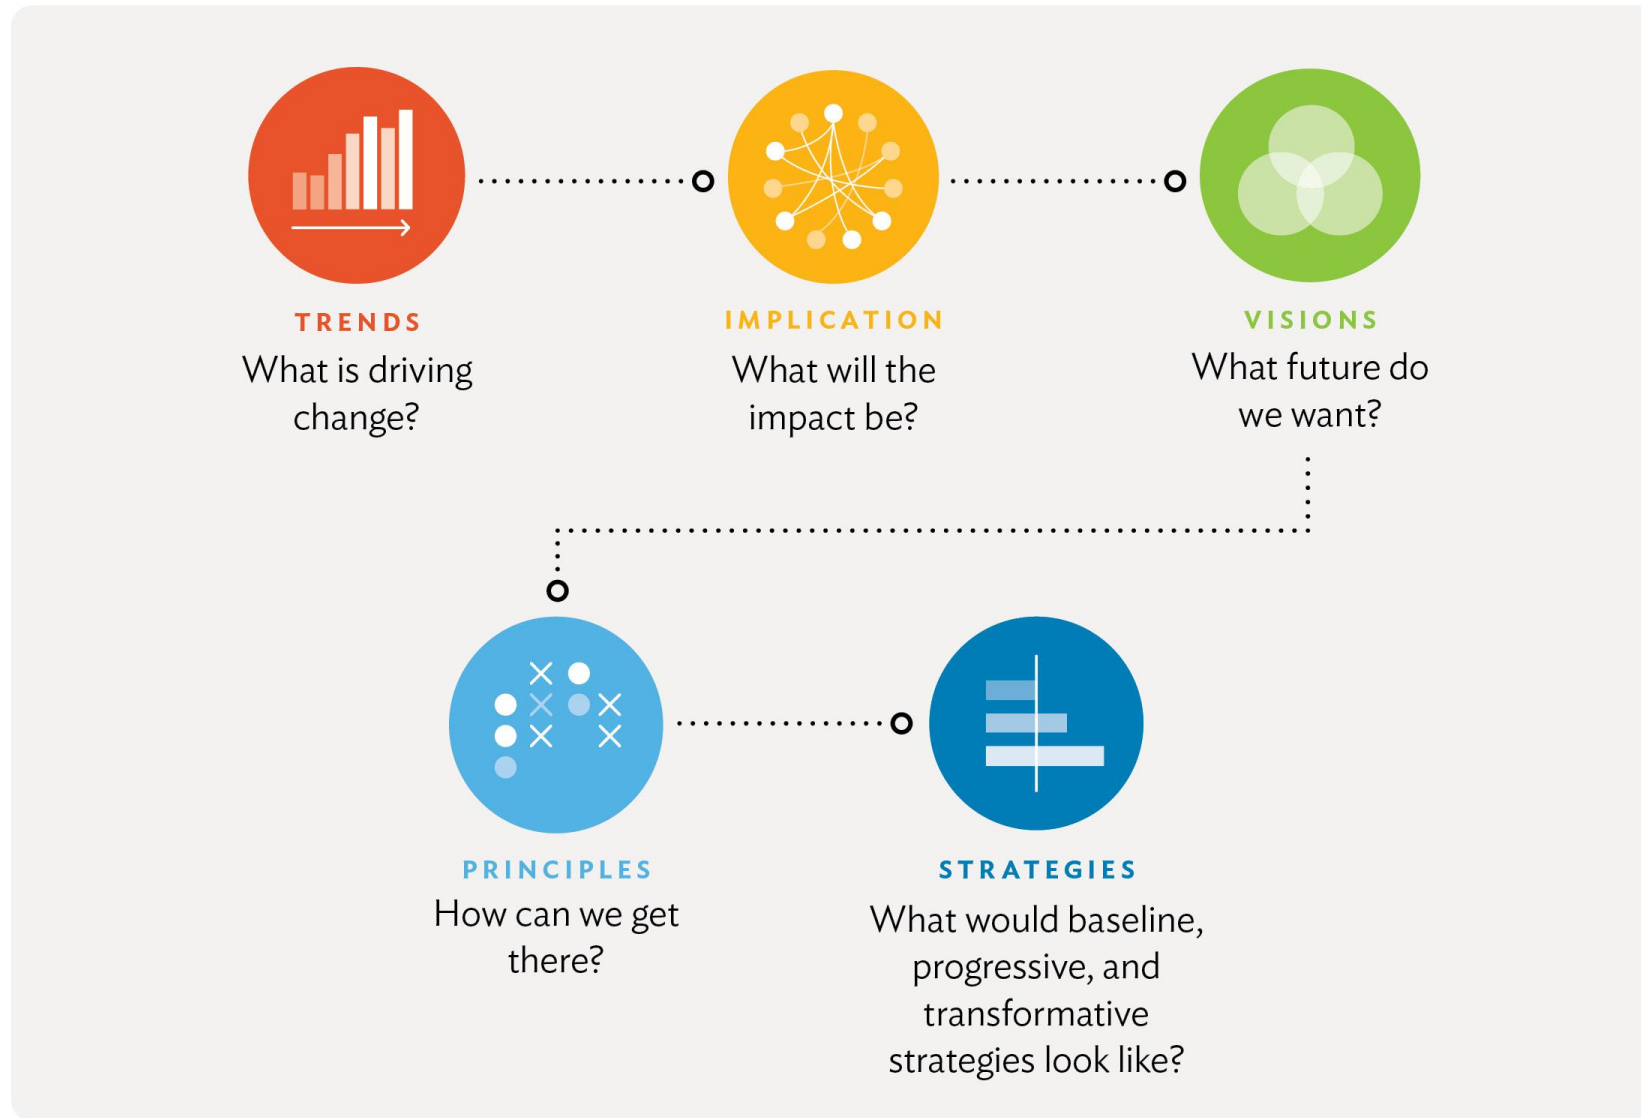 TRENDS
What is driving
change?
IMPLICATION
What will the
impact be?
VISIONS
What future do
we want?
PRINCIPLES
How can we get
there?
STRATEGIES
What would baseline,
progressive, and
transformative
strategies look like?